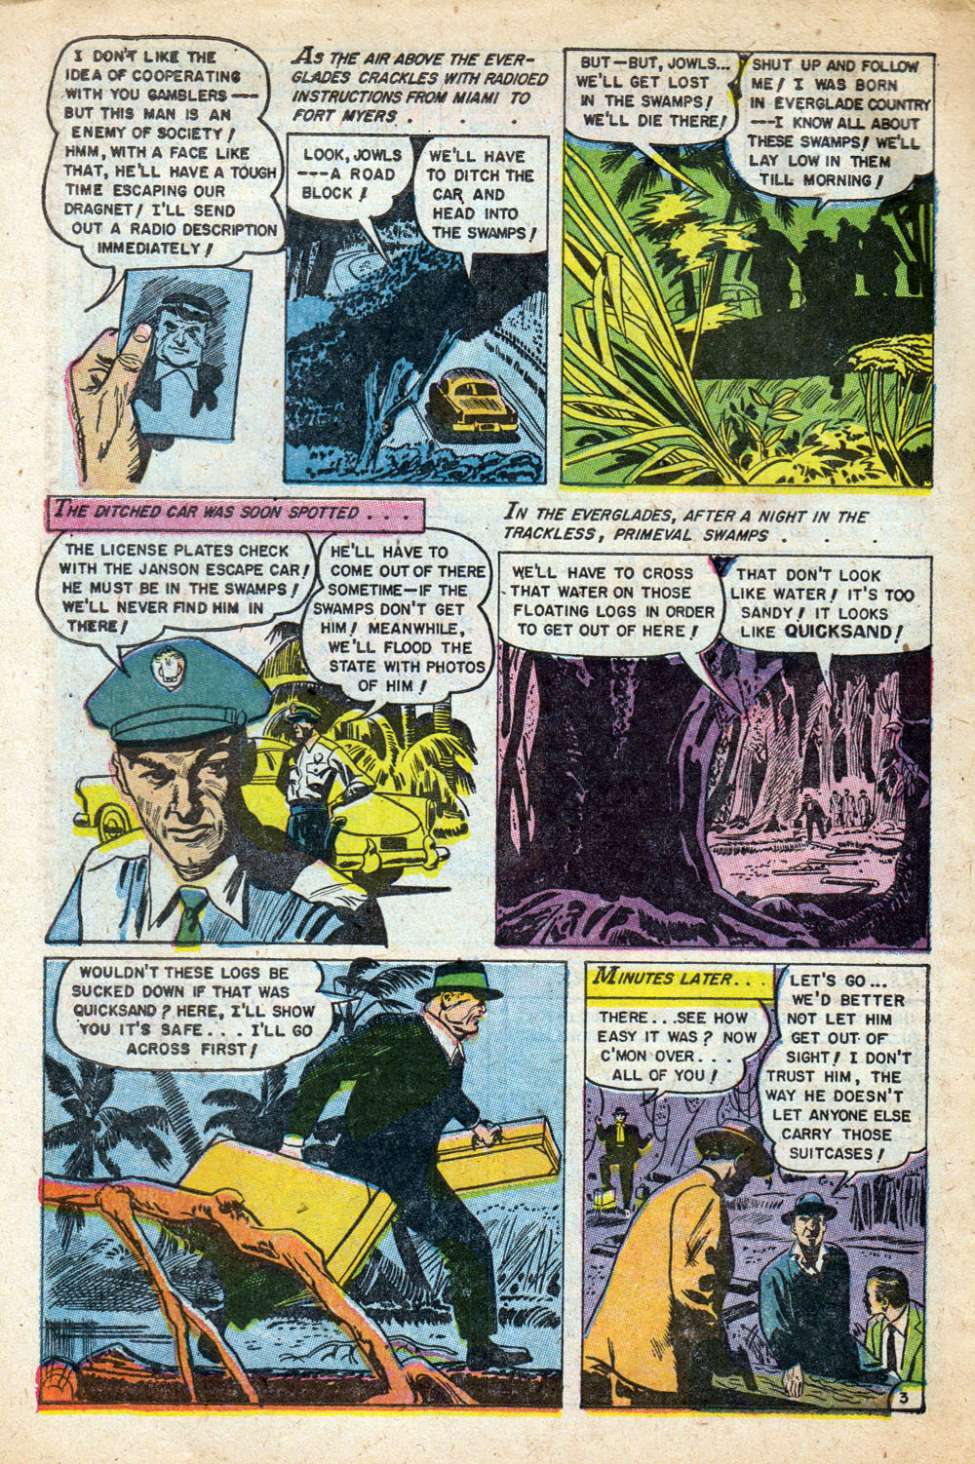 I DON'T LIKE THE
IDEA OF COOPERATING
WITH YOU GAMBLERS——
BUT THIS MAN IS AN
ENEMY OF SOCIETY!
HMM, WITH A FACE LIKE
THAT, HE'LL HAVE A TOUGH
TIME ESCAPING OUR
DRAGNET! I'LL SEND
OUT A RADIO DESCRIPTION
IMMEDIATELY!
AS THE AIR ABOVE THE EVER-
GLADES CRACKLES WITH RADIOED
INSTRUCTIONS FROM MIAMI TO
FORT MYERS . . . .
LOOK, JOWLS
---A ROAD
BLOCK!
WE'LL HAVE
TO DITCH THE
CAR AND
HEAD INTO
THE SWAMPS!
BUT—BUT, JOWLS...
WE'LL GET LOST
IN THE SWAMPS!
WE'LL DIE THERE!
SHUT UP AND FOLLOW
ME! I WAS BORN
IN EVERGLADE COUNTRY
——I KNOW ALL ABOUT
THESE SWAMPS! WE'LL
LAY LOW IN THEM
TILL MORNING!
THE DITCHED CAR WAS SOON SPOTTED . . .
THE LICENSE PLATES CHECK
WITH THE JANSON ESCAPE CAR!
HE MUST BE IN THE SWAMPS!
WE'LL NEVER FIND HIM IN
THERE!
HE'LL HAVE TO
COME OUT OF THERE
SOMETIME—IF THE
SWAMPS DON'T GET
HIM! MEANWHILE,
WE'LL FLOOD THE
STATE WITH PHOTOS
OF HIM!
IN THE EVERGLADES, AFTER A NIGHT IN THE
TRACKLESS, PRIMEVAL SWAMPS . . . .
WE'LL HAVE TO CROSS
THAT WATER ON THOSE
FLOATING LOGS IN ORDER
TO GET OUT OF HERE!
THAT DON'T LOOK
LIKE WATER! IT'S TOO
SANDY! IT LOOKS
LIKE QUICKSAND!
WOULDN'T THESE LOGS BE
SUCKED DOWN IF THAT WAS
QUICKSAND? HERE, I'LL SHOW
YOU IT'S SAFE... I'LL GO
ACROSS FIRST!
MINUTES LATER...
THERE...SEE HOW
EASY IT WAS? NOW
C'MON OVER...
ALL OF YOU!
LET'S GO...
WE'D BETTER
NOT LET HIM
GET OUT OF
SIGHT! I DON'T
TRUST HIM, THE
WAY HE DOESN'T
LET ANYONE ELSE
CARRY THOSE
SUITCASES!
3